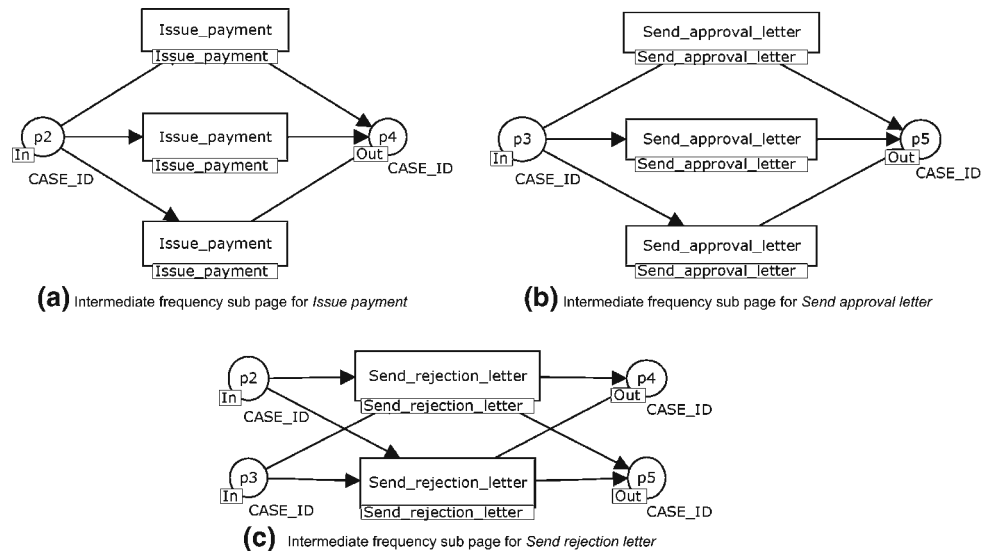 Issue_payment
Issue_payment
p2
In
CASE_ID
Issue_payment
Issue_payment
p4
Out
CASE_ID
Issue_payment
Issue_payment
(a) Intermediate frequency sub page for Issue payment
Send_approval_letter
Send_approval_letter
p3
In
CASE_ID
Send_approval_letter
Send_approval_letter
p5
Out
CASE_ID
Send_approval_letter
Send_approval_letter
(b) Intermediate frequency sub page for Send approval letter
p2
In
CASE_ID
Send_rejection_letter
Send_rejection_letter
p4
Out
CASE_ID
p3
In
CASE_ID
Send_rejection_letter
Send_rejection_letter
p5
Out
CASE_ID
(c) Intermediate frequency sub page for Send rejection letter